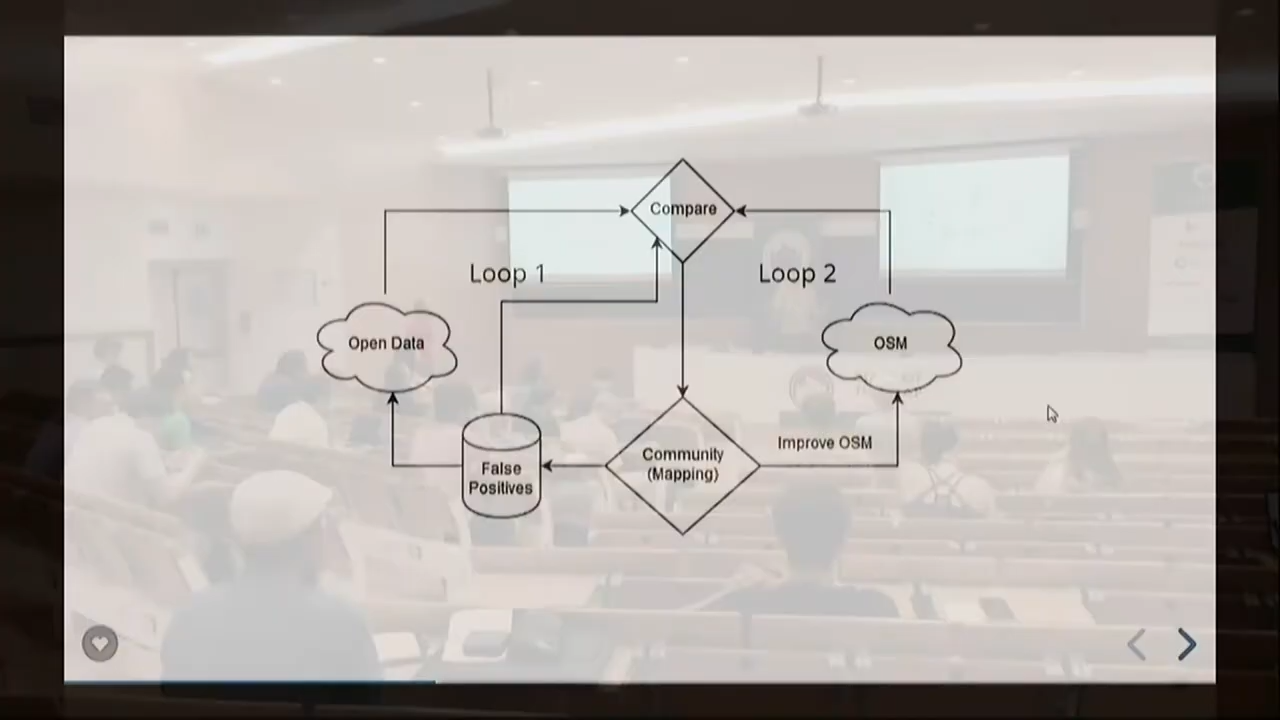 Compare
Loop 1
Loop 2
Open Data
OSM
Improve OSM
Community
(Mapping)
False
Positives